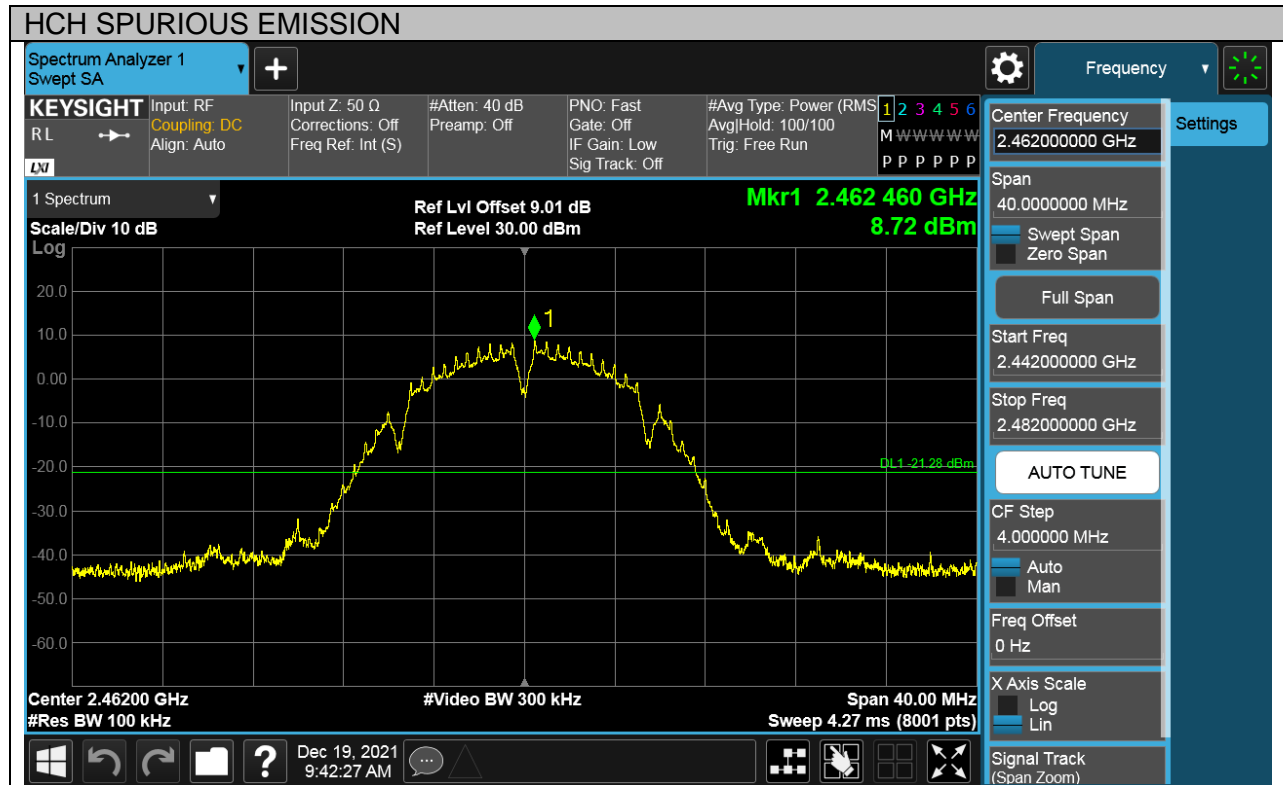 HCH SPURIOUS EMISSION
Spectrum Analyzer 1
Swept SA
+
Frequency
KEYSIGHT
RL
LXI
Input: RF
Coupling: DC
Align: Auto
Input Z: 50 Ω
Corrections: Off
Freq Ref: Int (S)
#Atten: 40 dB
Preamp: Off
PNO: Fast
Gate: Off
IF Gain: Low
Sig Track: Off
#Avg Type: Power (RMS
Avg|Hold: 100/100
Trig: Free Run
1 2 3 4 5 6
M W W W W W
P P P P P P
1 Spectrum
Scale/Div 10 dB
Log
Ref Lvl Offset 9.01 dB
Ref Level 30.00 dBm
Mkr1 2.462 460 GHz
8.72 dBm
20.0
10.0
0.00
-10.0
-20.0
-30.0
-40.0
-50.0
-60.0
1
DL1 -21.28 dBm
Center 2.46200 GHz
#Res BW 100 kHz
#Video BW 300 kHz
Span 40.00 MHz
Sweep 4.27 ms (8001 pts)
Center Frequency
2.462000000 GHz
Settings
Span
40.0000000 MHz
Swept Span
Zero Span
Full Span
Start Freq
2.442000000 GHz
Stop Freq
2.482000000 GHz
AUTO TUNE
CF Step
4.000000 MHz
Auto
Man
Freq Offset
0 Hz
X Axis Scale
Log
Lin
Signal Track
(Span Zoom)
?
Dec 19, 2021
9:42:27 AM